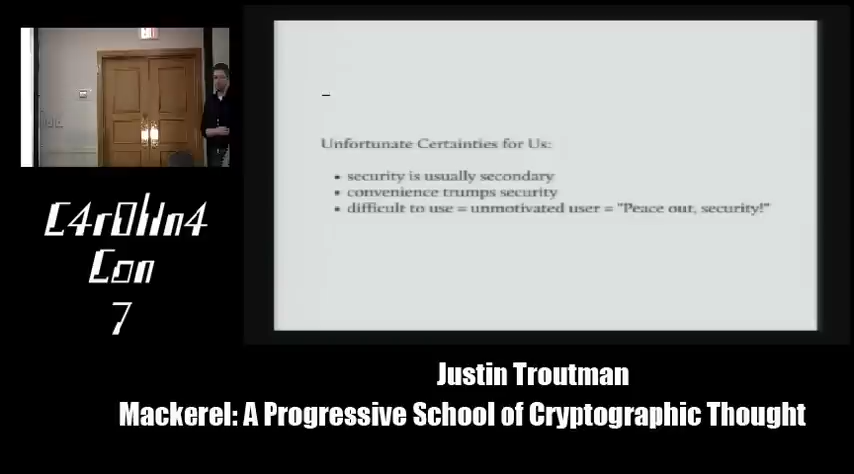 C4r0l1n4
Con
7
Unfortunate Certainties for Us:
• security is usually secondary
• convenience trumps security
• difficult to use = unmotivated user = "Peace out, security!"
Justin Troutman
Mackerel: A Progressive School of Cryptographic Thought